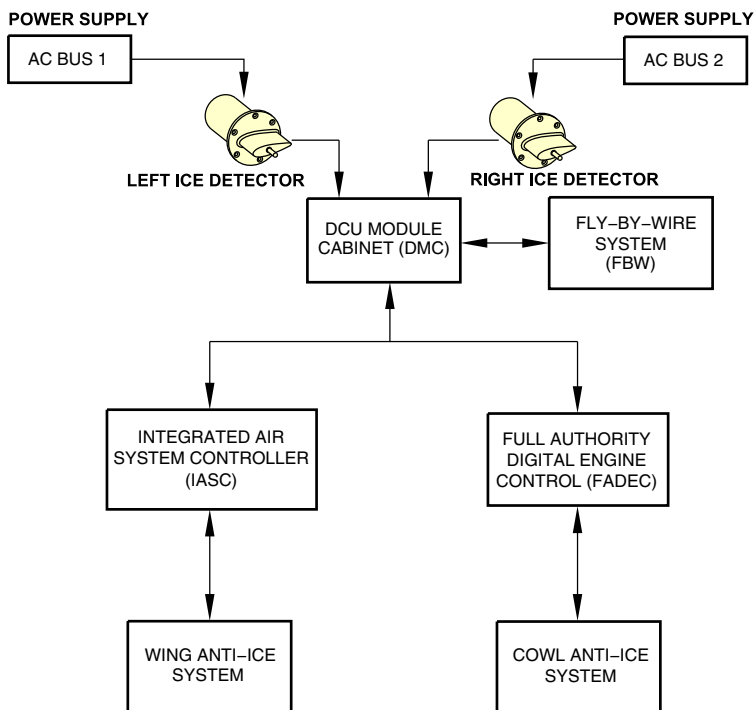 POWER SUPPLY
POWER SUPPLY
AC BUS 1
AC BUS 2
LEFT ICE DETECTOR
RIGHT ICE DETECTOR
DCU MODULE
CABINET (DMC)
FLY–BY–WIRE
SYSTEM
(FBW)
INTEGRATED AIR
SYSTEM CONTROLLER
(IASC)
FULL AUTHORITY
DIGITAL ENGINE
CONTROL (FADEC)
WING ANTI–ICE
SYSTEM
COWL ANTI–ICE
SYSTEM